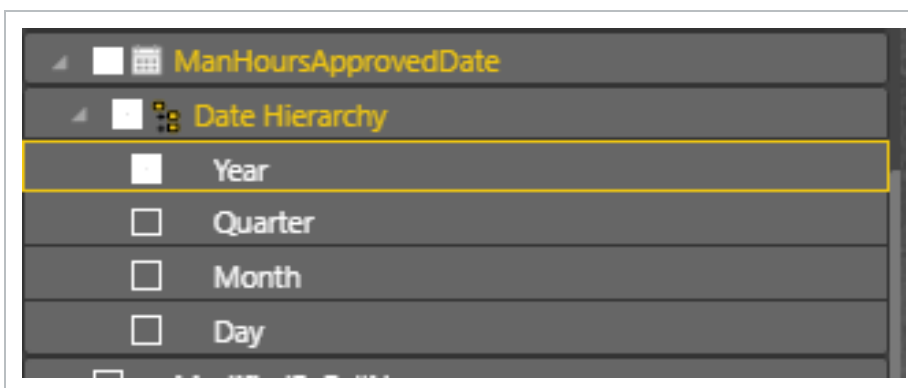 ManHoursApprovedDate
Date Hierarchy
Year
Quarter
Month
Day